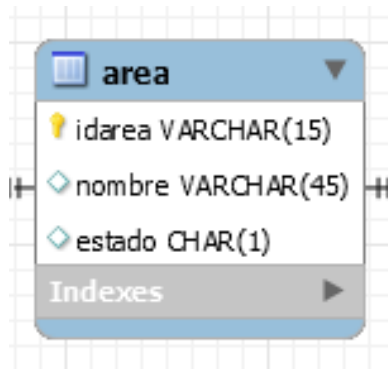 area
idarea VARCHAR(15)
nombre VARCHAR(45)
estado CHAR(1)
Indexes